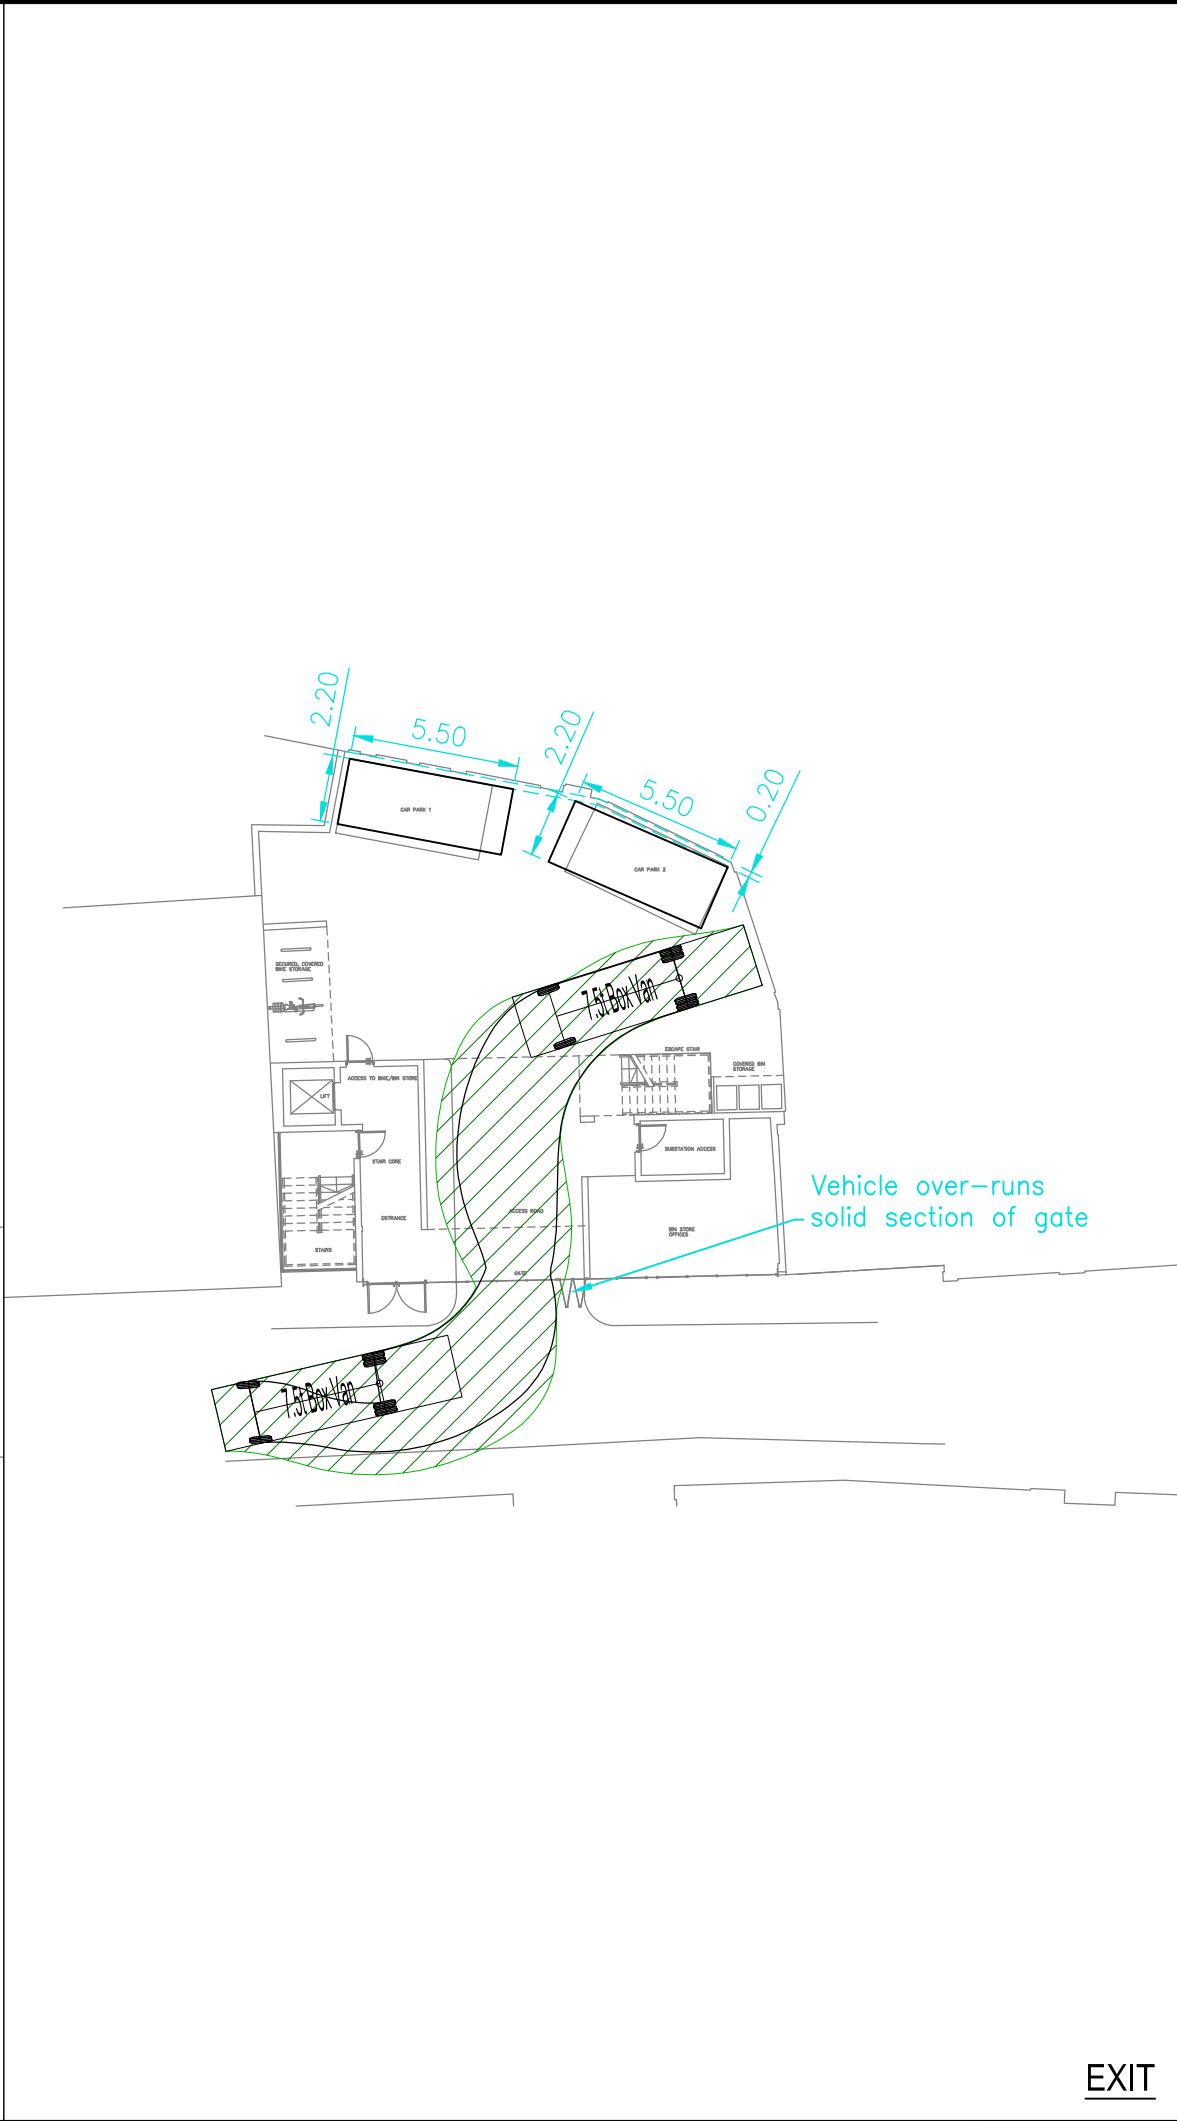 2.20
5.50
2.20
5.50
0.20
CAR PARK 1
CAR PARK 2
SECURED, COVERED
BIKE STORAGE
7.5t Box Van
ESCAPE STAIR
COVERED BIN
STORAGE
ACCESS TO BIKE/BIN STORE
LIFT
SUBSTATION ACCESS
STAIR CORE
Vehicle over-runs
solid section of gate
ACCESS ROAD
ENTRANCE
BIN STORE
OFFICES
STAIRS
GATE
7.5t Box Van
EXIT